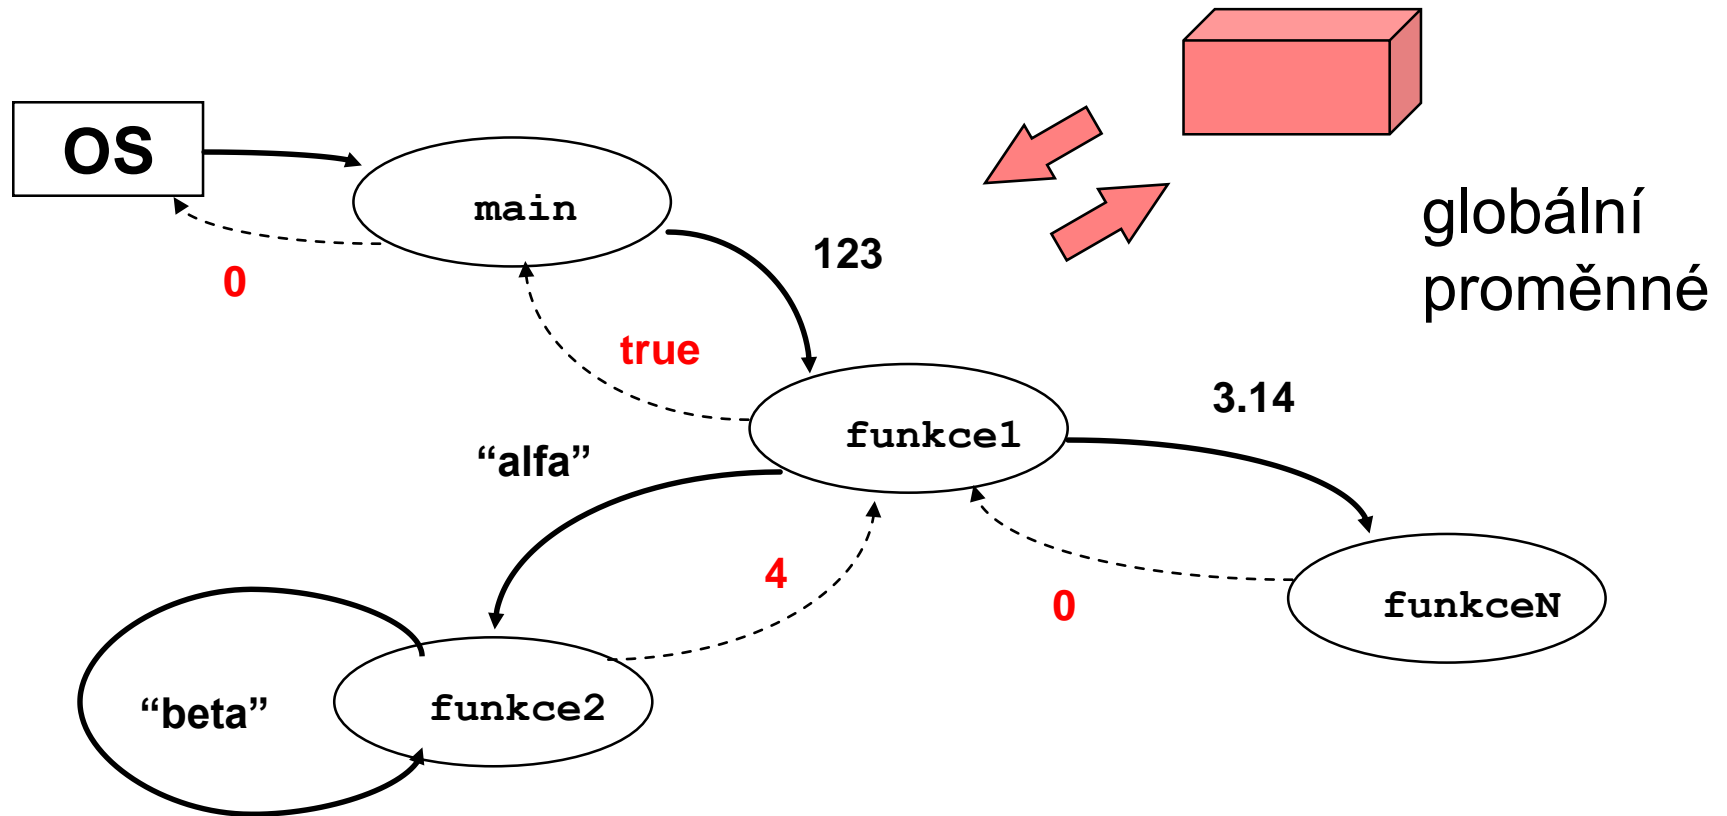 OS
main
0
123
globální
proměnné
true
3.14
funkce1
“alfa”
4
0
funkceN
“beta”
funkce2